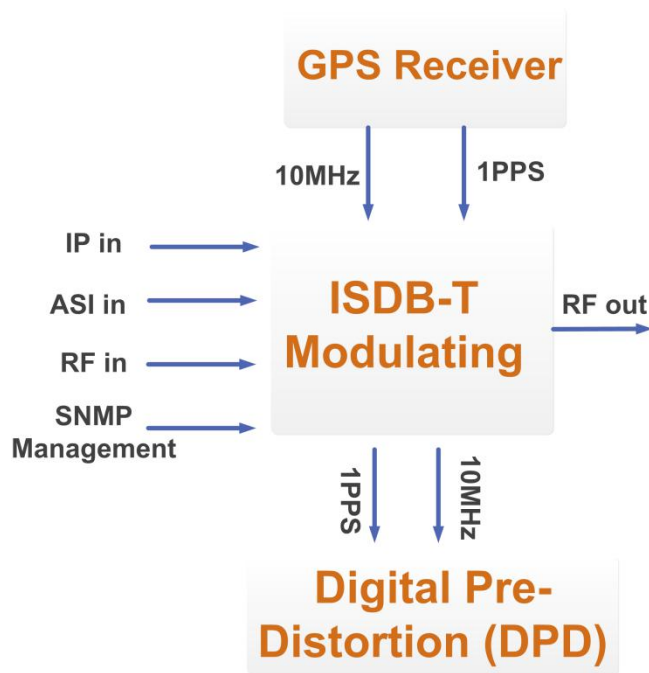 GPS Receiver
10MHz
1PPS
IP in
ASI in
RF in
SNMP
Management
ISDB-T
Modulating
RF out
1PPS
10MHz
Digital Pre-
Distortion (DPD)